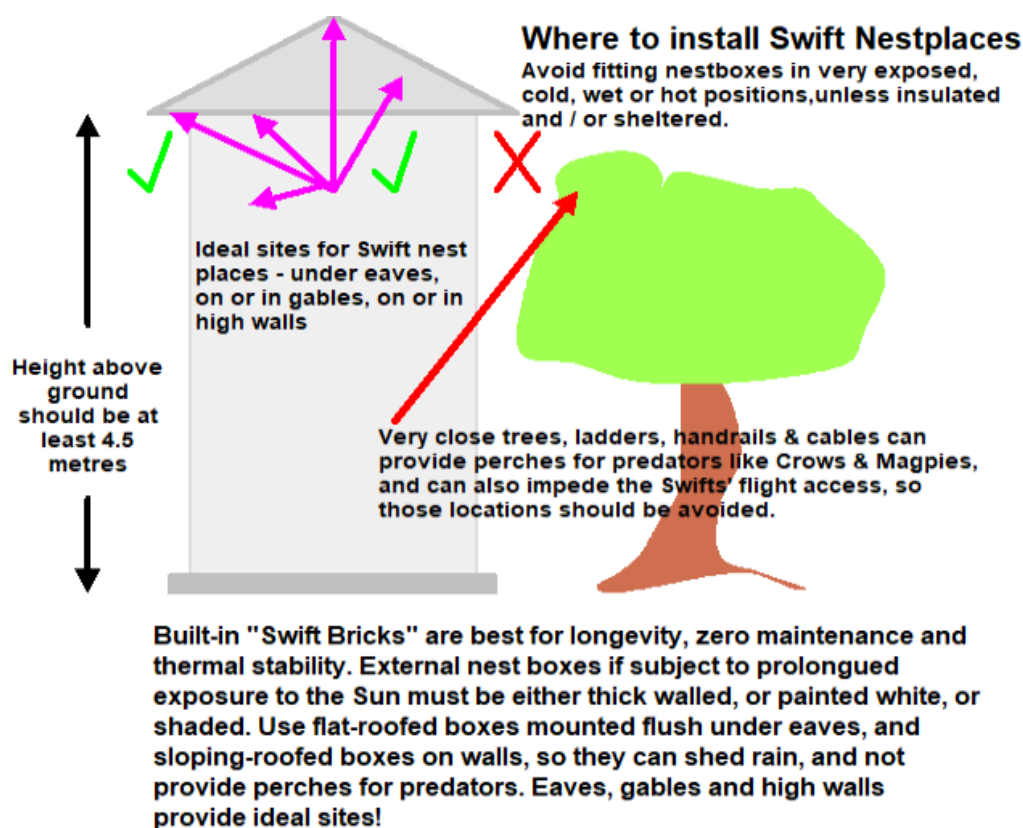 Where to install Swift Nestplaces
Avoid fitting nestboxes in very exposed,
cold, wet or hot positions,unless insulated
and / or sheltered.
Ideal sites for Swift nest
places - under eaves,
on or in gables, on or in
high walls
Height above
ground
should be at
least 4.5
metres
Very close trees, ladders, handrails & cables can
provide perches for predators like Crows & Magpies,
and can also impede the Swifts' flight access, so
those locations should be avoided.
Built-in "Swift Bricks" are best for longevity, zero maintenance and
thermal stability. External nest boxes if subject to prolongued
exposure to the Sun must be either thick walled, or painted white, or
shaded. Use flat-roofed boxes mounted flush under eaves, and
sloping-roofed boxes on walls, so they can shed rain, and not
provide perches for predators. Eaves, gables and high walls
provide ideal sites!